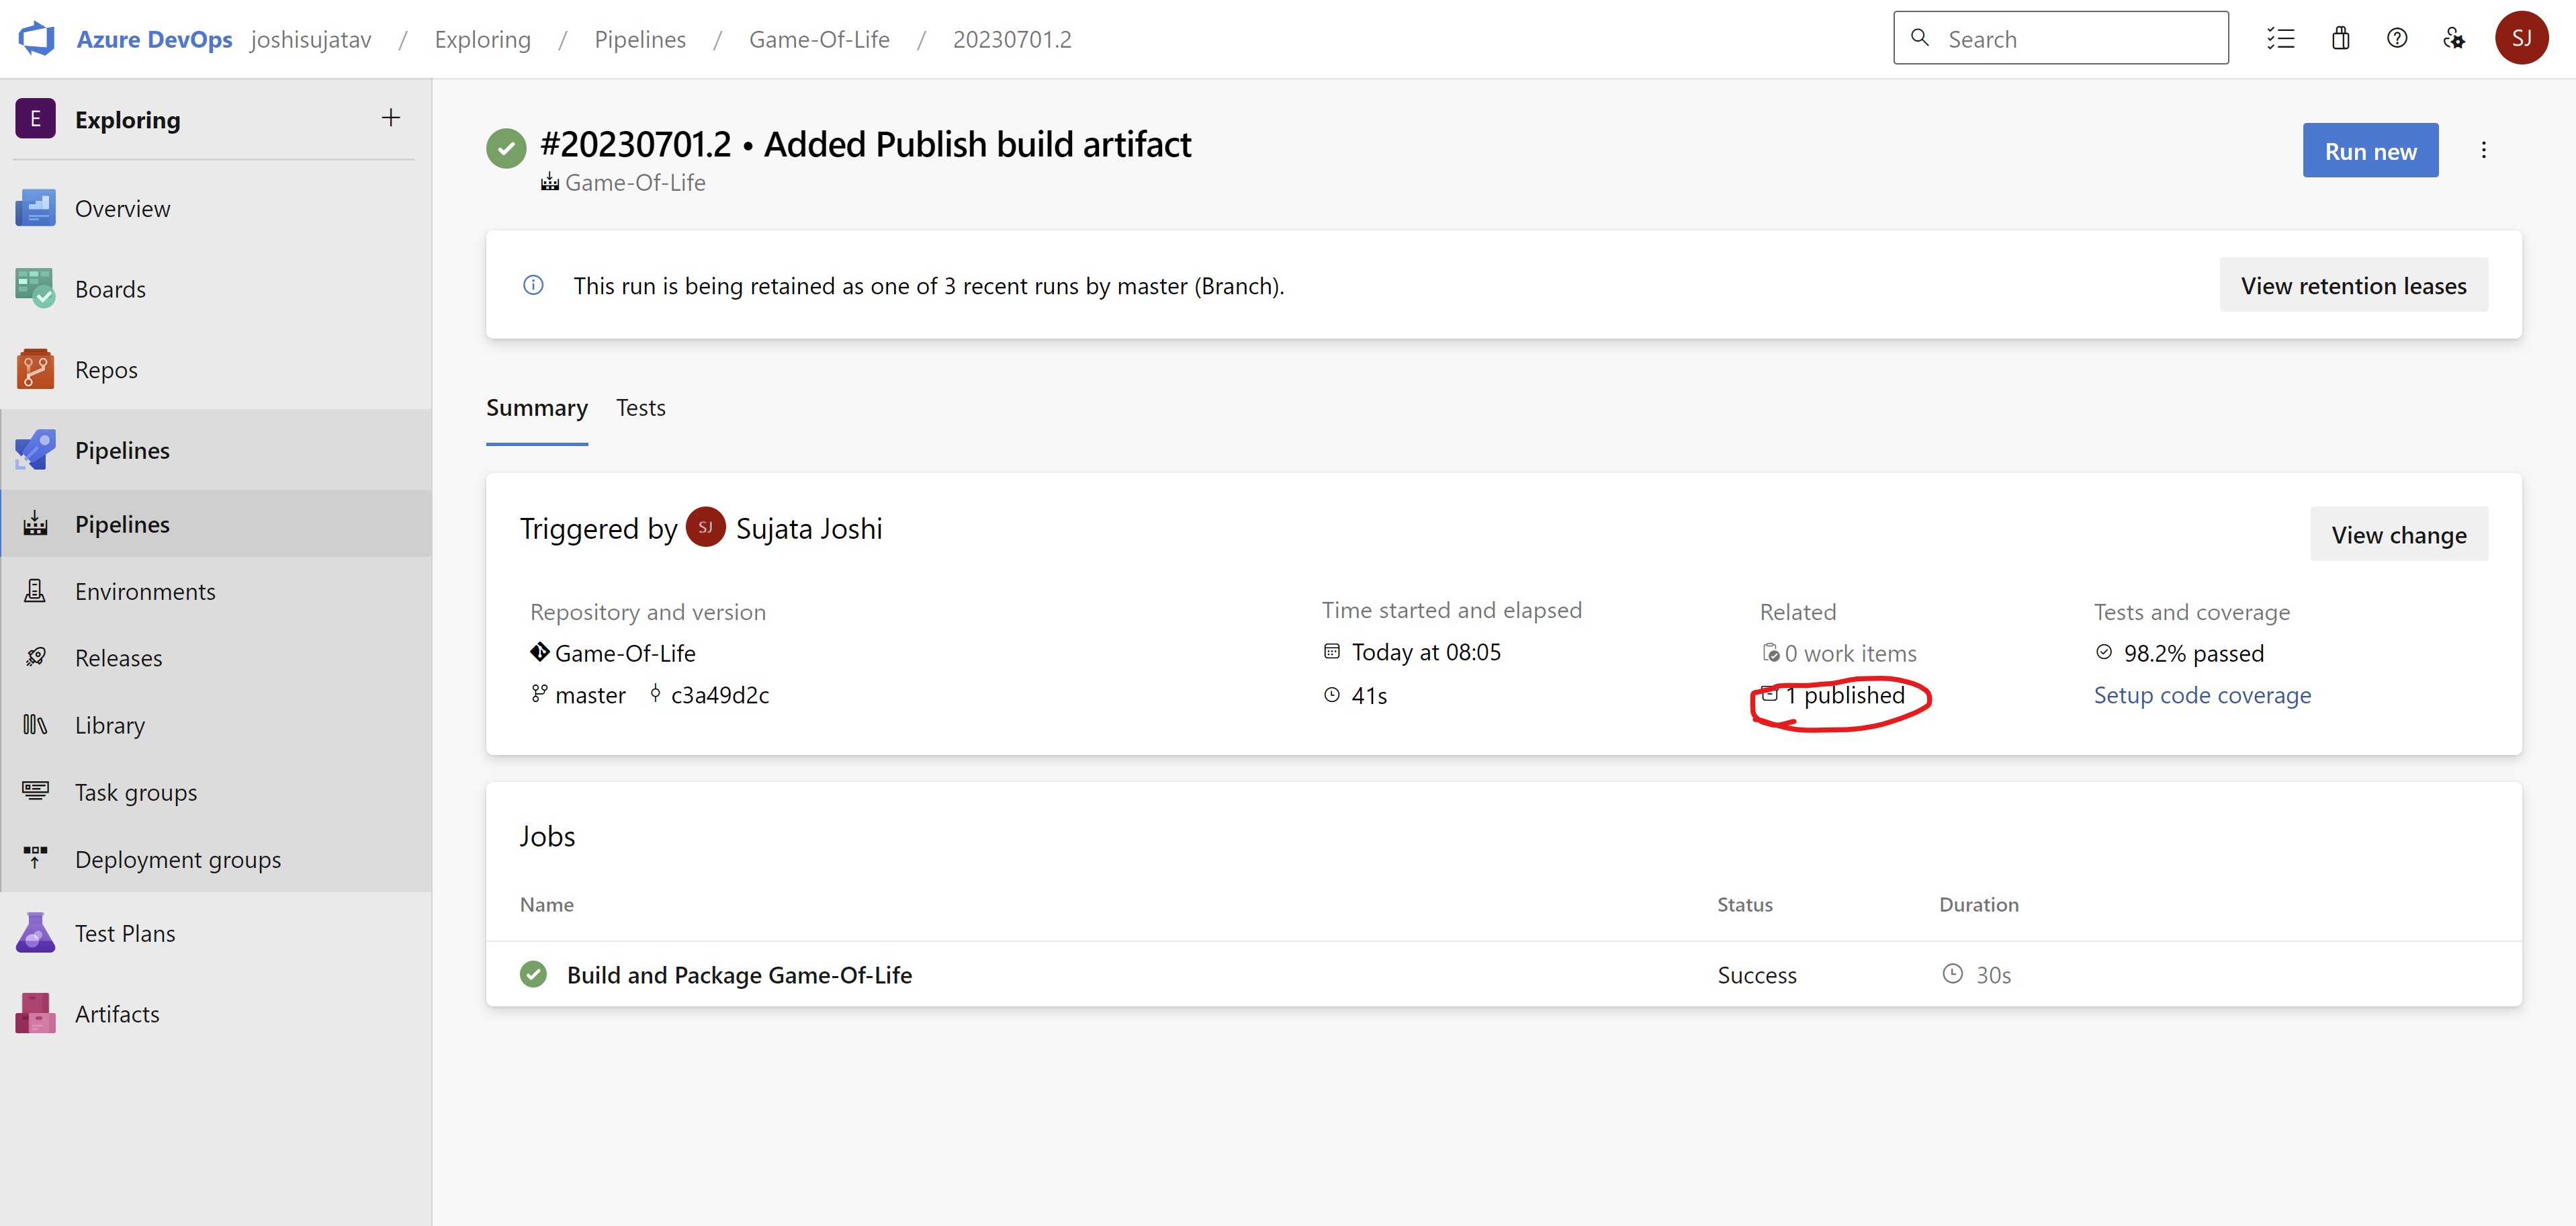 Azure DevOps joshisujatav / Exploring / Pipelines / Game-Of-Life / 20230701.2
Search
SJ
E Exploring +
Overview
Boards
Repos
Pipelines
Pipelines
Environments
Releases
Library
Task groups
Deployment groups
Test Plans
Artifacts
#20230701.2 • Added Publish build artifact
Game-Of-Life
Run new
This run is being retained as one of 3 recent runs by master (Branch).
View retention leases
Summary Tests
Triggered by SJ Sujata Joshi
View change
Repository and version
Game-Of-Life
master c3a49d2c
Time started and elapsed
Today at 08:05
41s
Related
0 work items
1 published
Tests and coverage
98.2% passed
Setup code coverage
Jobs
Name Status Duration
Build and Package Game-Of-Life Success 30s